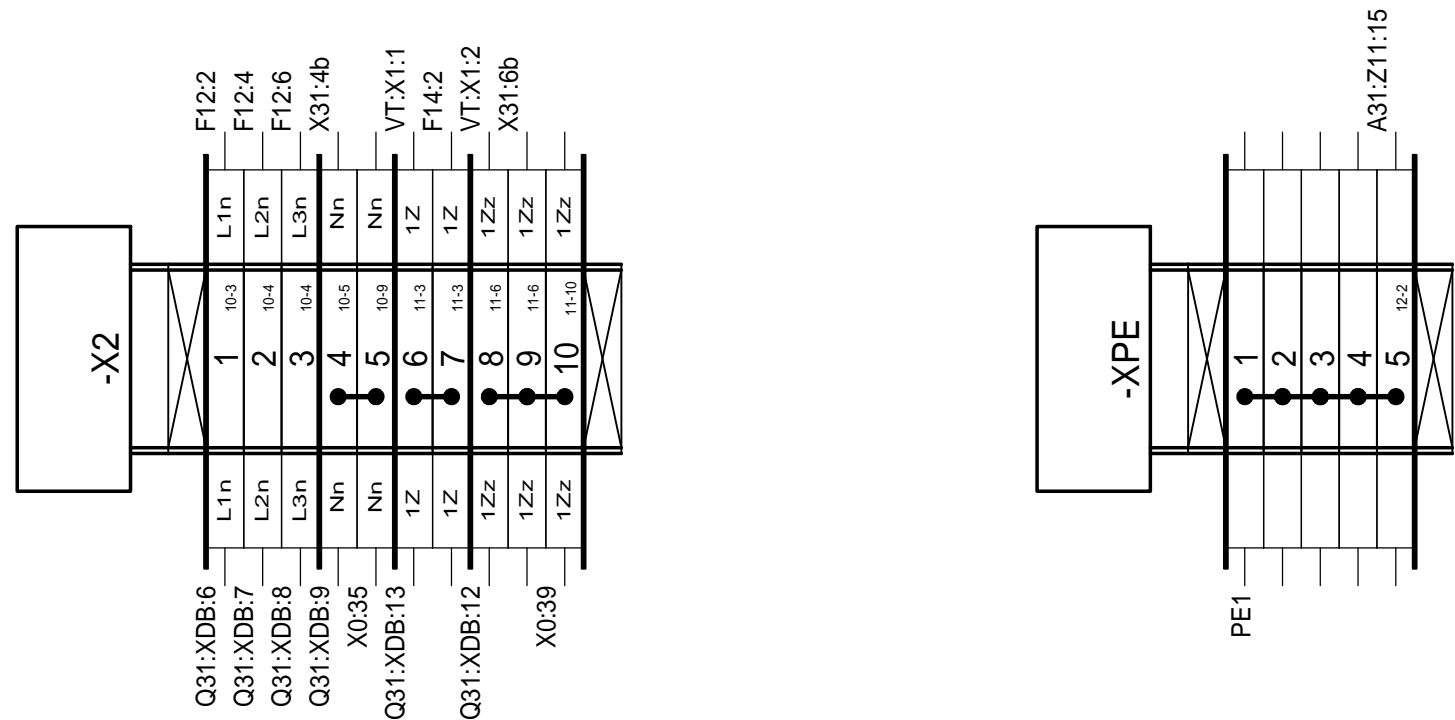 -X2
F12:2
F12:4
F12:6
X31:4b
VT:X1:1
F14:2
VT:X1:2
X31:6b
L1n
L2n
L3n
Nn
Nn
1Z
1Z
1Zz
1Zz
1Zz
10-3
10-4
10-4
10-5
10-9
11-3
11-3
11-6
11-6
11-10
1
2
3
4
5
6
7
8
9
10
L1n
L2n
L3n
Nn
Nn
1Z
1Z
1Zz
1Zz
1Zz
Q31:XDB:6
Q31:XDB:7
Q31:XDB:8
Q31:XDB:9
X0:35
Q31:XDB:13
Q31:XDB:12
X0:39
-XPE
A31:Z11:15
12-2
1
2
3
4
5
PE1